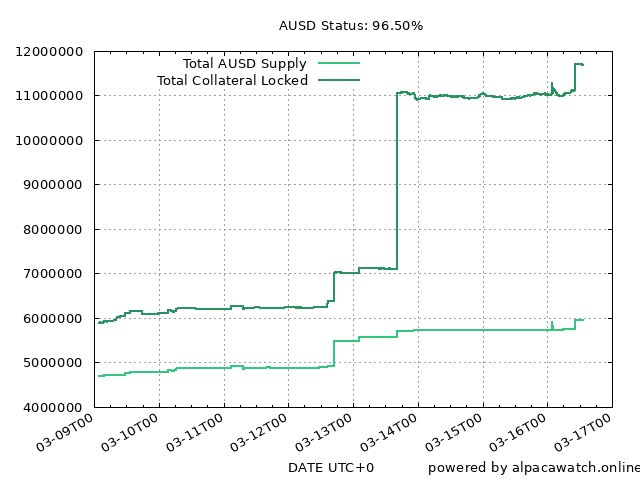 AUSD Status: 96.50%
12000000
Total AUSD Supply
Total Collateral Locked
11000000
10000000
9000000
8000000
7000000
6000000
5000000
4000000
03-09T00 03-10T00 03-11T00 03-12T00 03-13T00 03-14T00 03-15T00 03-16T00 03-17T00
DATE UTC+0
powered by alpacawatch.online